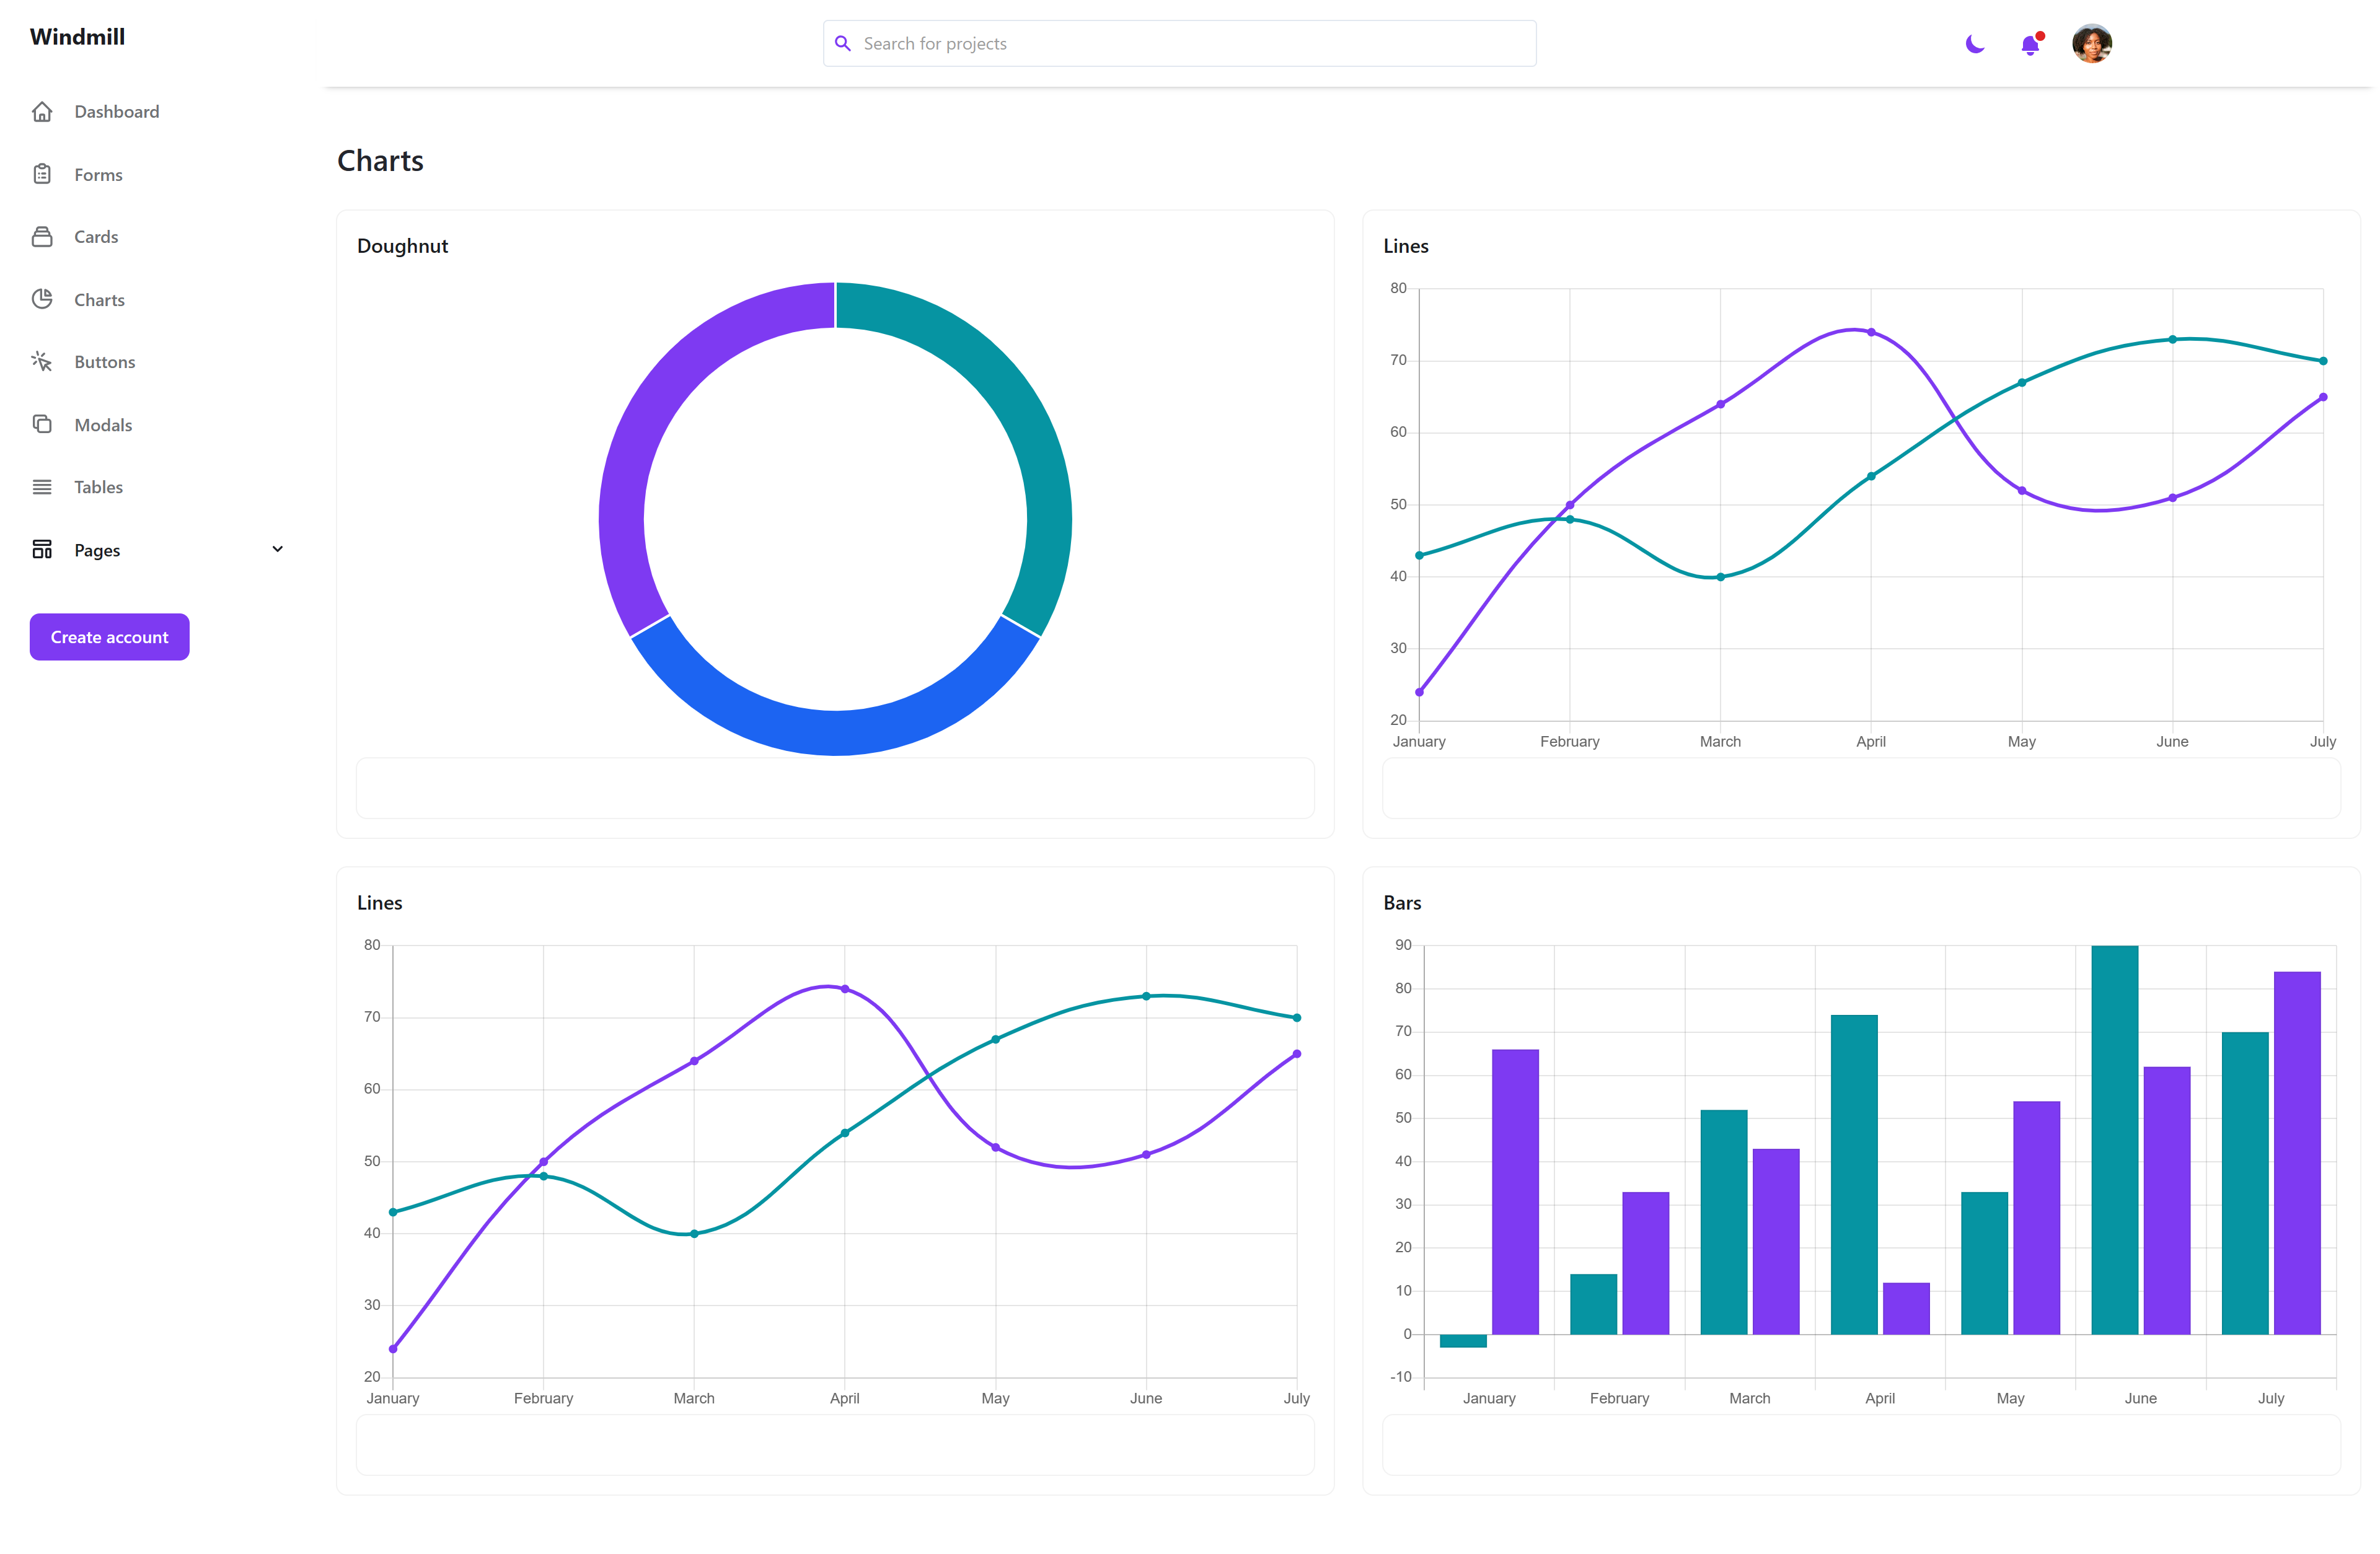 Windmill
Search for projects
Dashboard
Forms
Cards
Charts
Buttons
Modals
Tables
Pages
Create account
Charts
Doughnut
Lines
80
70
60
50
40
30
20
January February March April May June July
Lines
80
70
60
50
40
30
20
January February March April May June July
Bars
90
80
70
60
50
40
30
20
10
0
-10
January February March April May June July